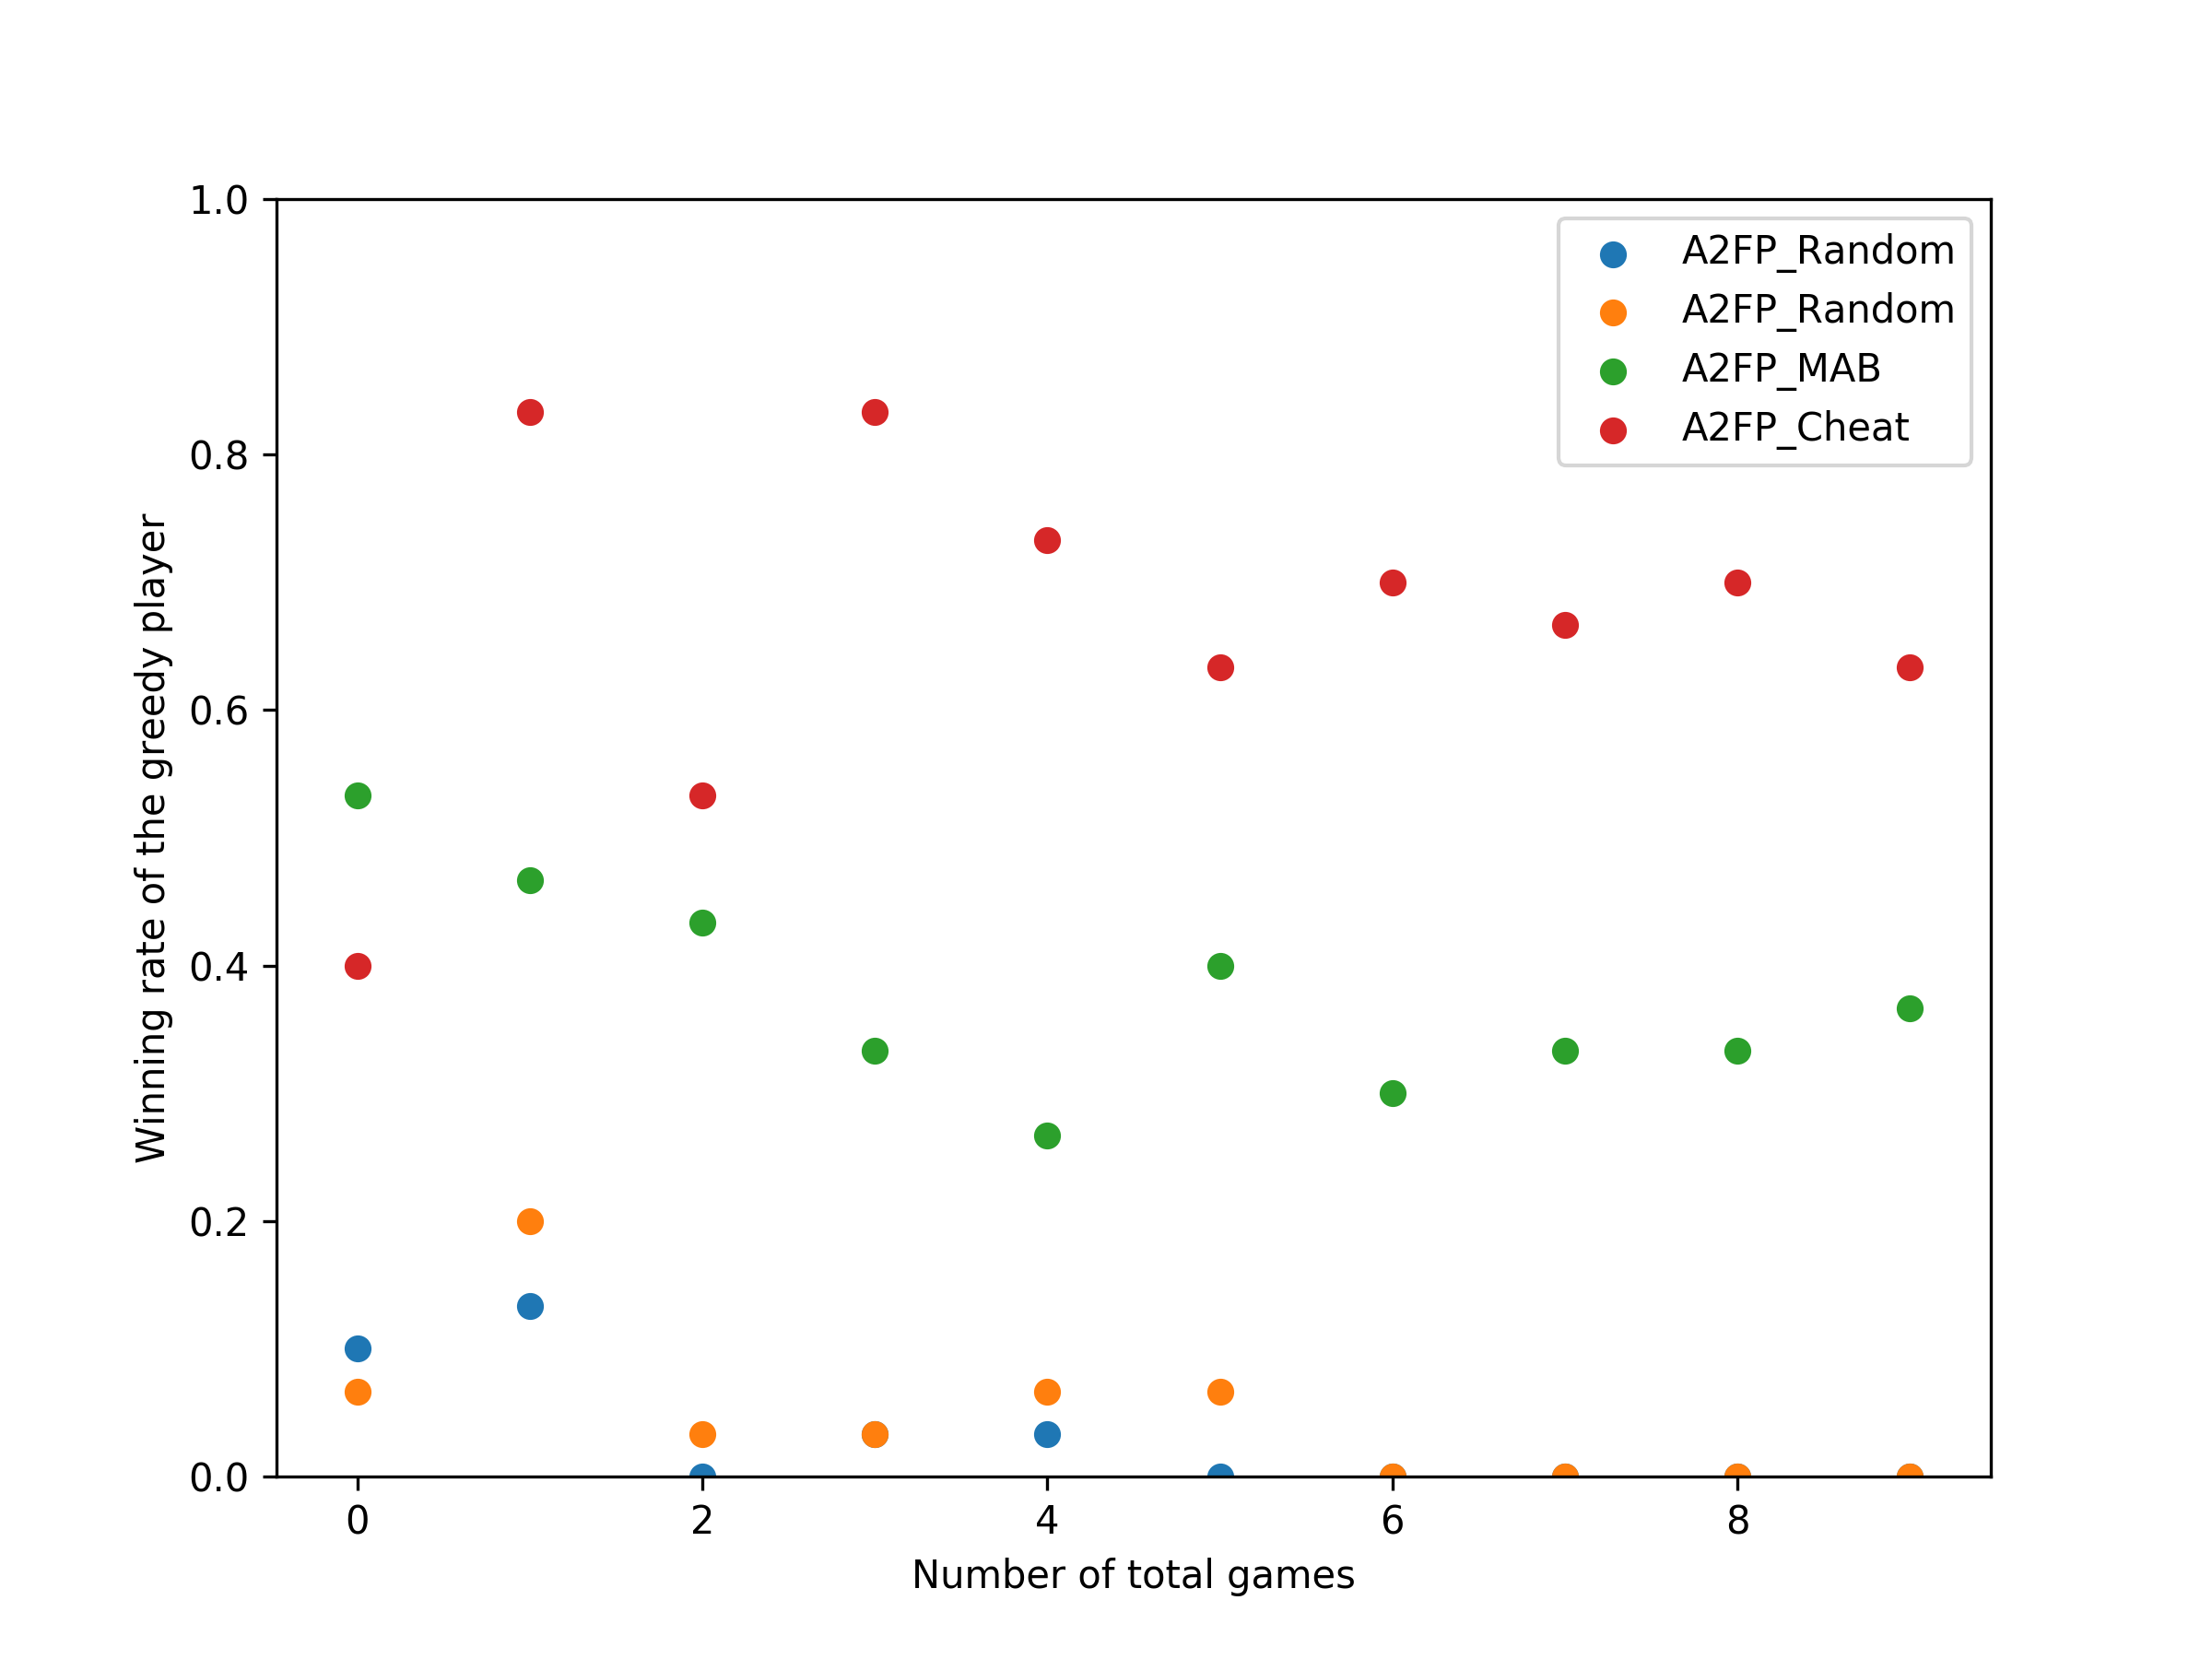 1.0
0.8
0.6
0.4
0.2
0.0
Winning rate of the greedy player
A2FP_Random
A2FP_Random
A2FP_MAB
A2FP_Cheat
0 2 4 6 8
Number of total games